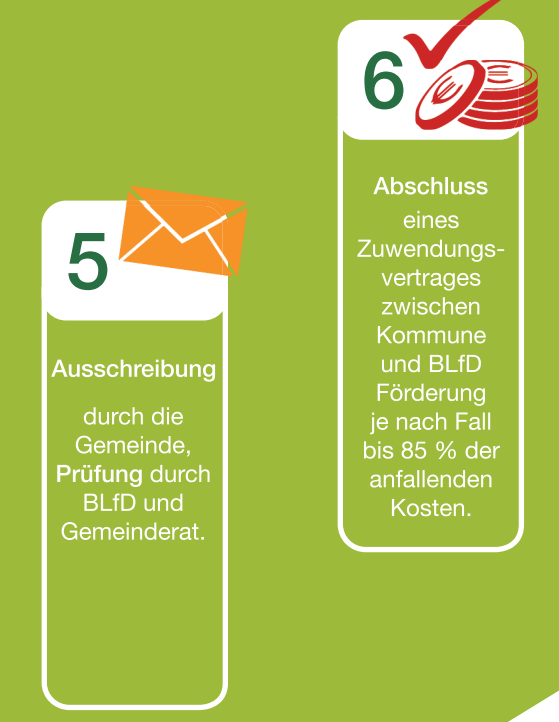 5
Ausschreibung
durch die
Gemeinde,
Prüfung durch
BLfD und
Gemeinderat.
6
Abschluss
eines
Zuwendungs-
vertrages
zwischen
Kommune
und BLfD
Förderung
je nach Fall
bis 85 % der
anfallenden
Kosten.